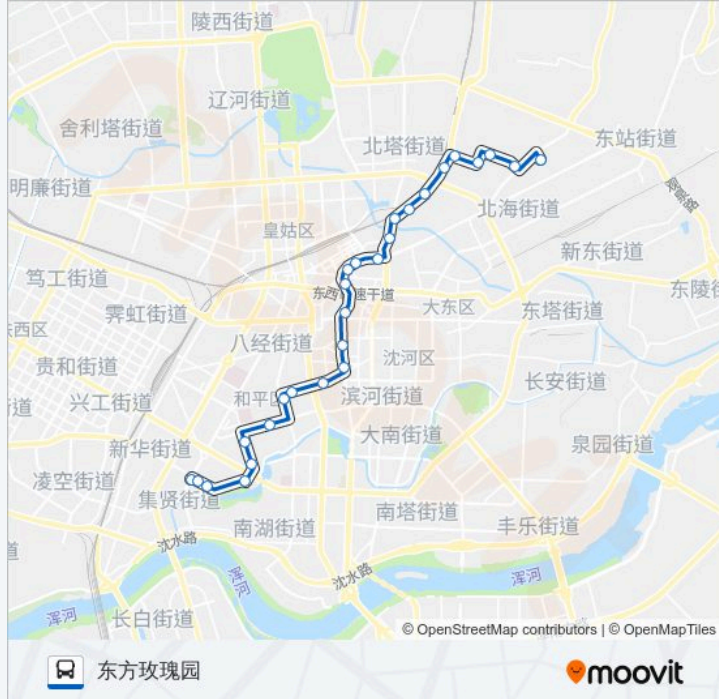 陵西街道
辽河街道
舍利塔街道
北塔街道
东站街道
明廉街道
北海街道
皇姑区
新东街道
笃工街道
东西快速干道
东陵街道
霁虹街道
大东区
东塔街道
铁西区
八经街道
沈河区
贵和街道
长安街道
和平区
滨河街道
兴工街道
大南街道
新华街道
泉园街道
凌空街道
集贤街道
南湖街道
南塔街道
丰乐街道
沈水路
浑河
沈水路
浑河
浑河
长白街道
© OpenStreetMap contributors | © OpenMapTiles
东方玫瑰园
moovit